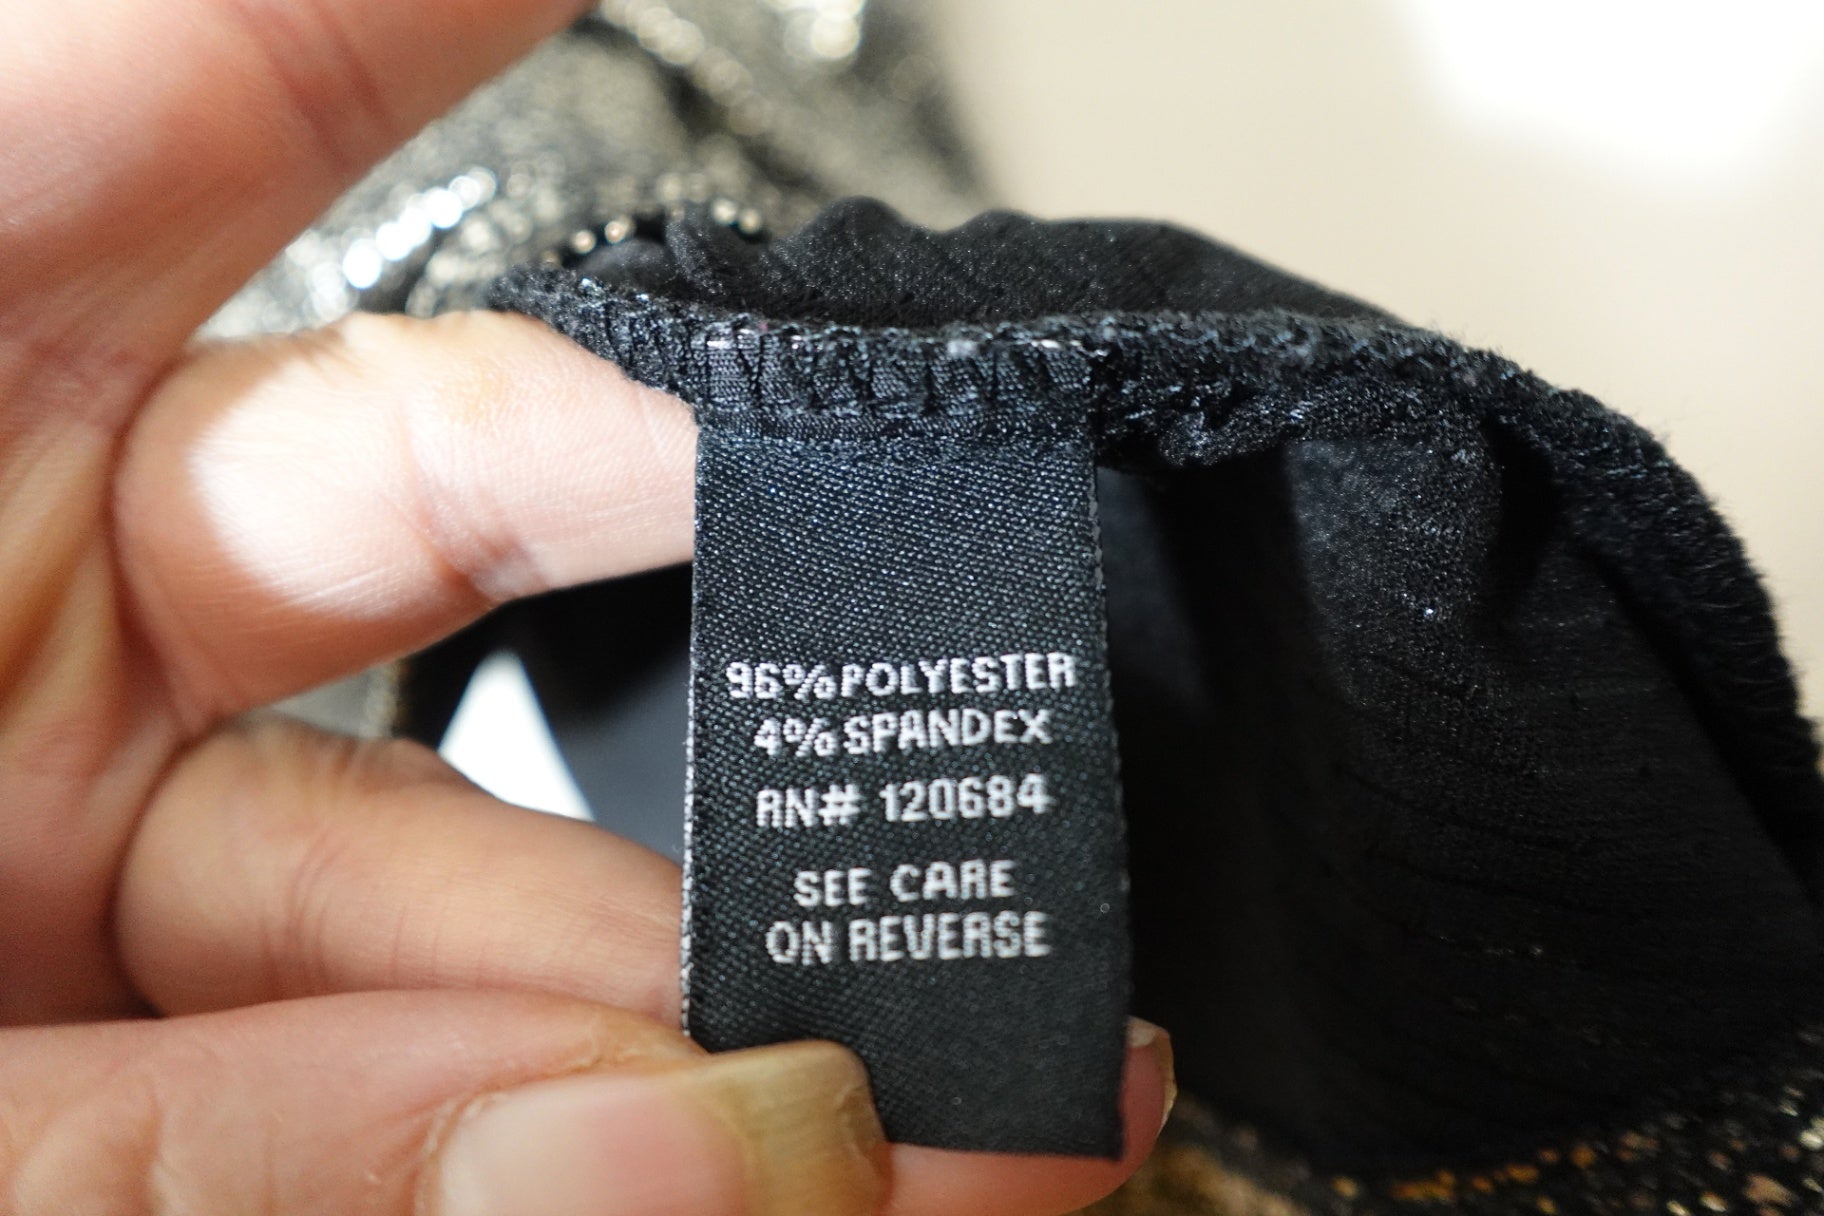 96% POLYESTER
4% SPANDEX
RN# 120684
SEE CARE
ON REVERSE